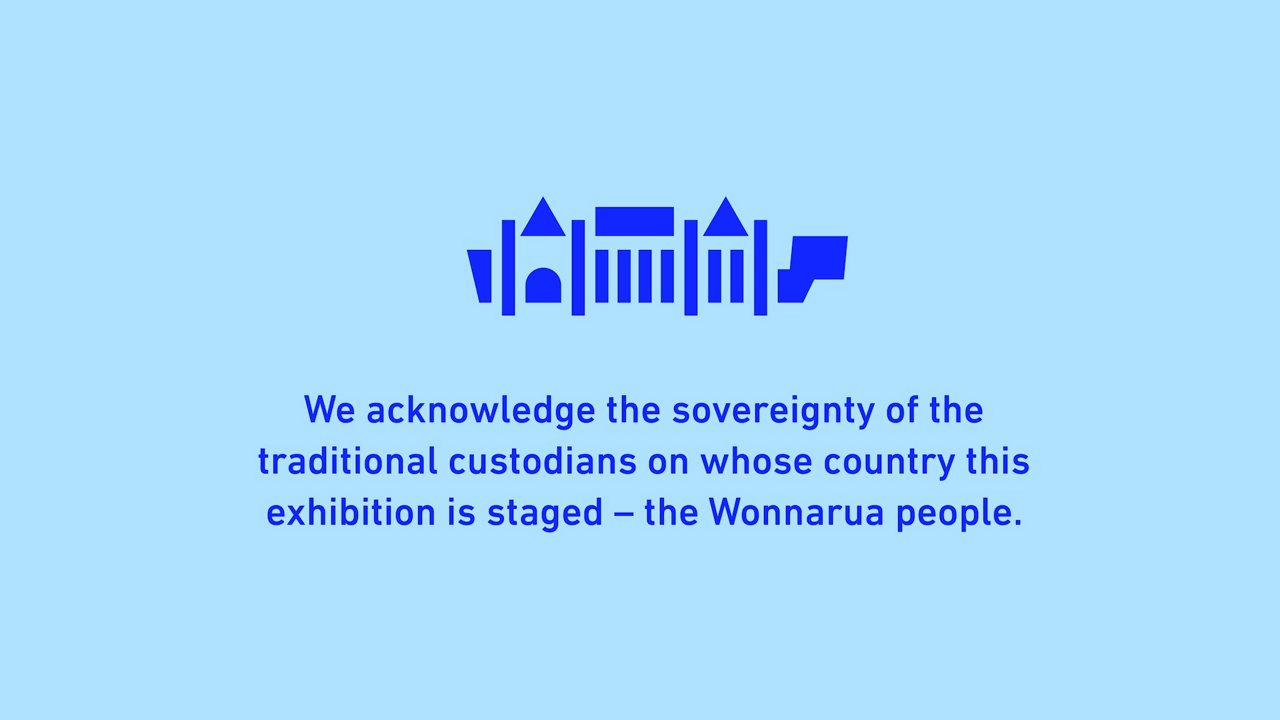 We acknowledge the sovereignty of the
traditional custodians on whose country this
exhibition is staged – the Wonnarua people.